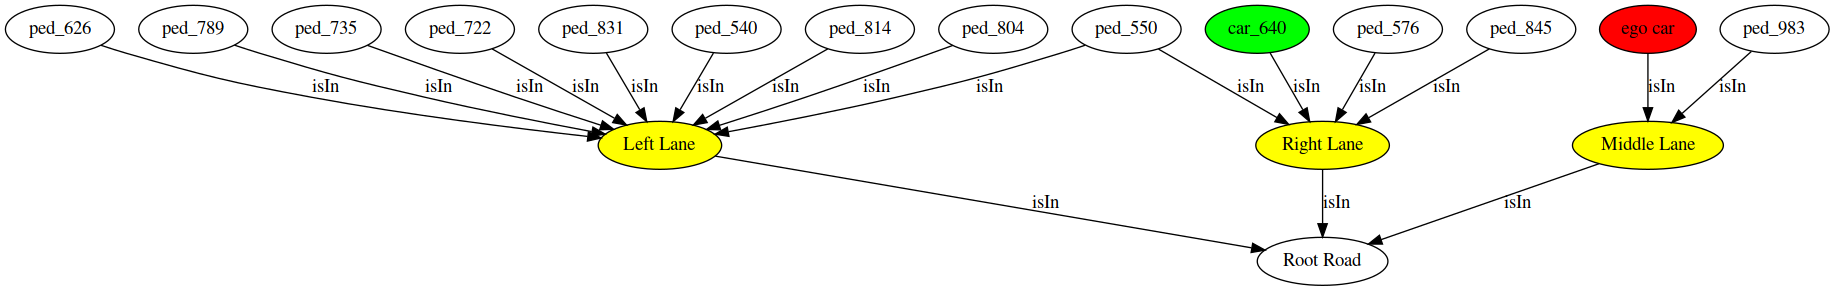 ped_626 ped_789 ped_735 ped_722 ped_831 ped_540 ped_814 ped_804 ped_550 car_640 ped_576 ped_845 ego car ped_983
isIn isIn isIn isIn isIn isIn isIn isIn isIn isIn isIn isIn isIn isIn
Left Lane Right Lane Middle Lane
isIn isIn isIn
Root Road